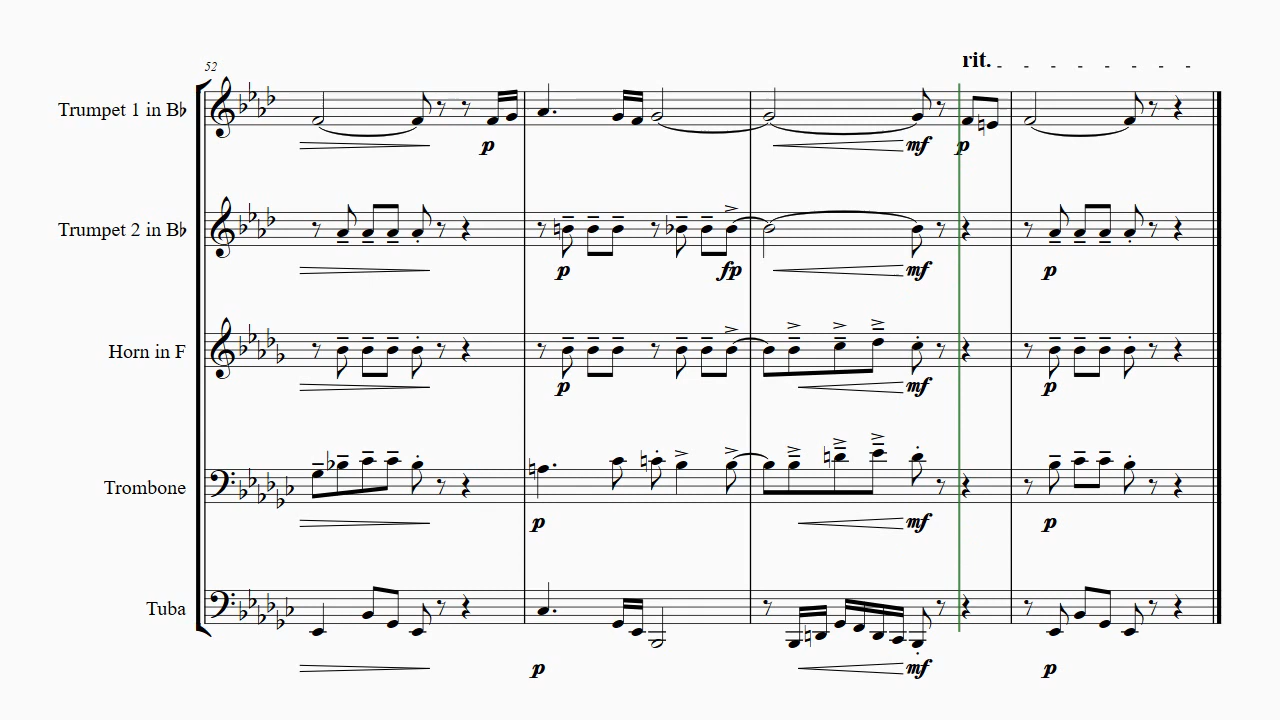 rit.
52
Trumpet 1 in B♭
p
mf
p
Trumpet 2 in B♭
p
fp
mf
p
Horn in F
p
mf
p
Trombone
p
mf
p
Tuba
p
mf
p